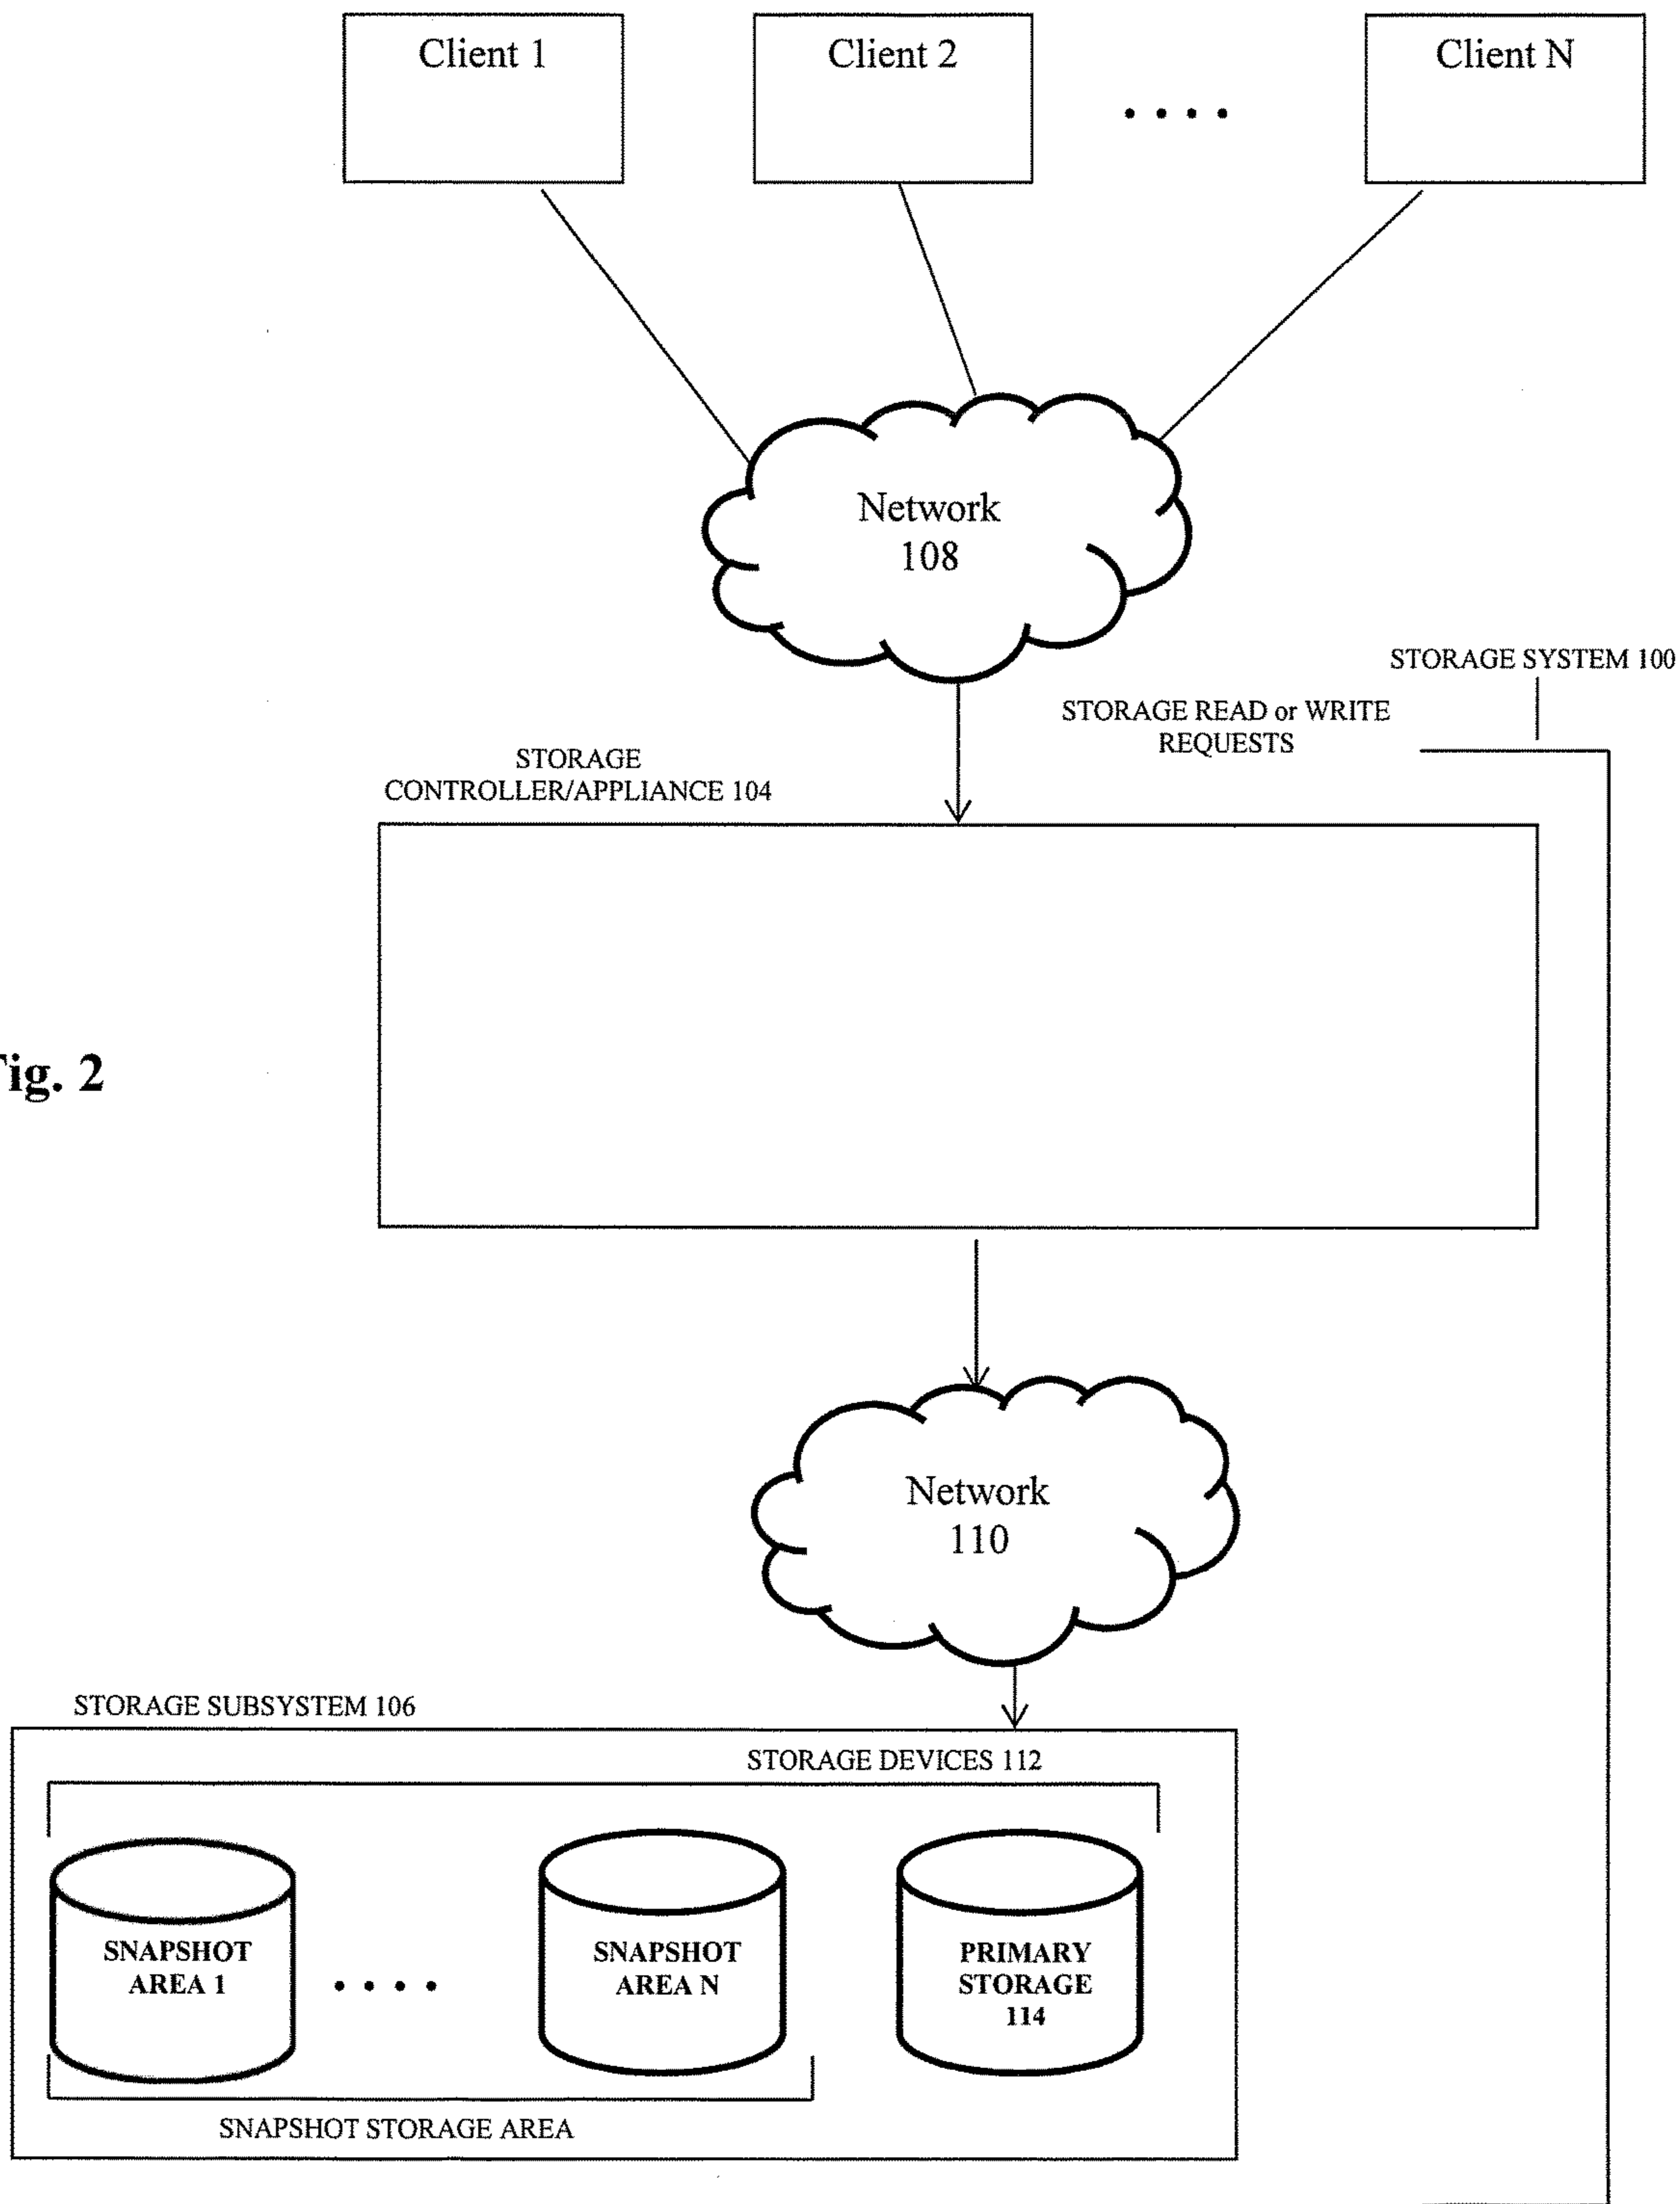 Client 1
Client 2
Client N
Network
108
STORAGE SYSTEM 100
STORAGE READ or WRITE
REQUESTS
STORAGE
CONTROLLER/APPLIANCE 104
ig. 2
Network
110
STORAGE SUBSYSTEM 106
STORAGE DEVICES 112
SNAPSHOT
AREA 1
SNAPSHOT
AREA N
PRIMARY
STORAGE
114
SNAPSHOT STORAGE AREA